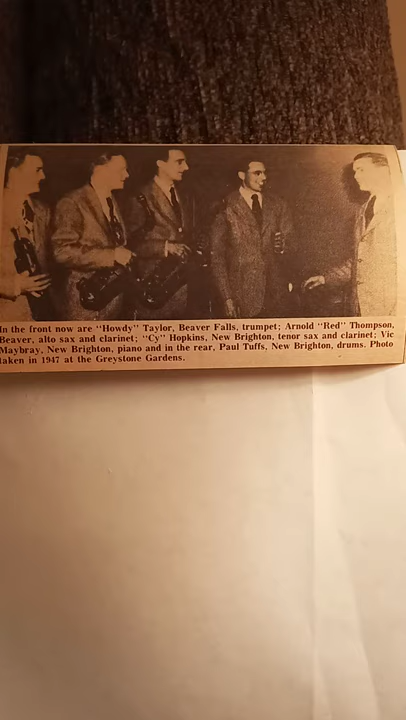 In the front now are "Howdy" Taylor, Beaver Falls, trumpet; Arnold "Red" Thompson,
Beaver, alto sax and clarinet; "Cy" Hopkins, New Brighton, tenor sax and clarinet; Vic
Maybray, New Brighton, piano and in the rear, Paul Tuffs, New Brighton, drums. Photo
taken in 1947 at the Greystone Gardens.